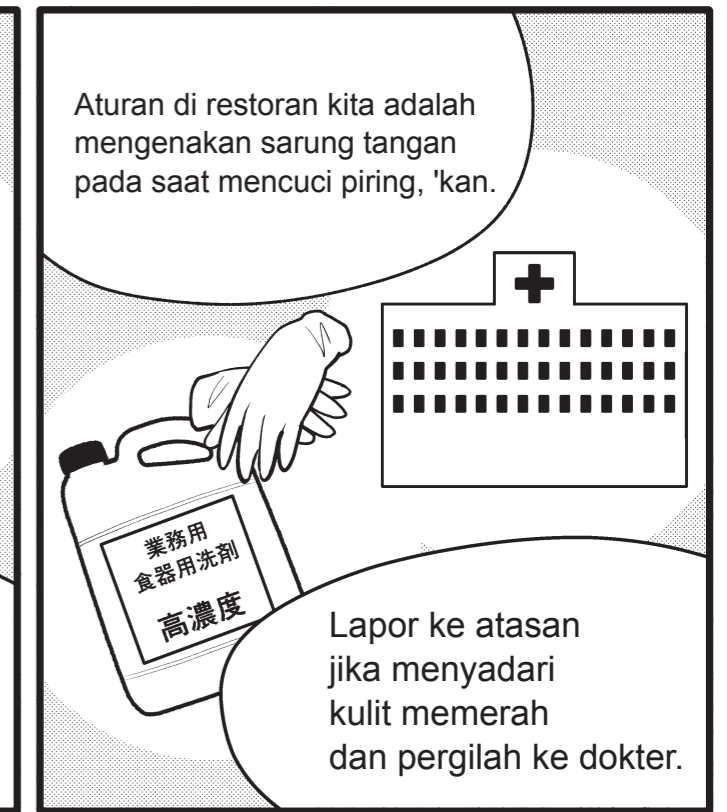 Aturan di restoran kita adalah
mengenakan sarung tangan
pada saat mencuci piring, 'kan.
業務用
食器用洗剤
高濃度
Lapor ke atasan
jika menyadari
kulit memerah
dan pergilah ke dokter.